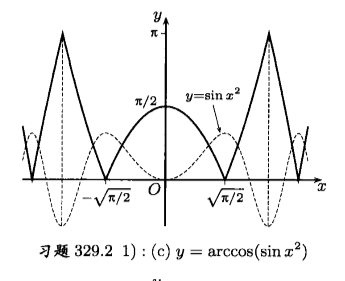 y
π
π/2
y=sin x²
-√π/2
O
√π/2
x
习题 329.2 1) : (c) y = arccos(sin x²)